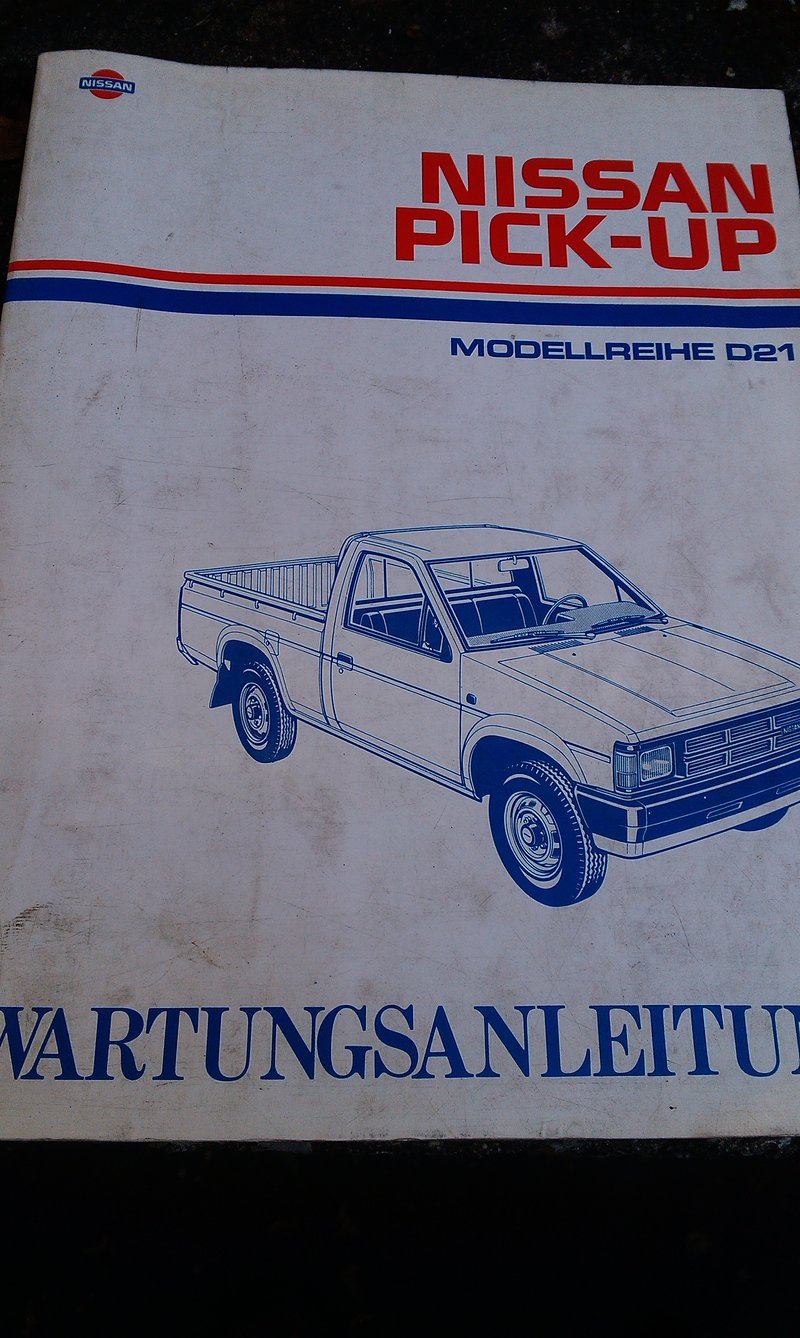 NISSAN
NISSAN
PICK-UP
MODELLREIHE D21
WARTUNGSANLEITU